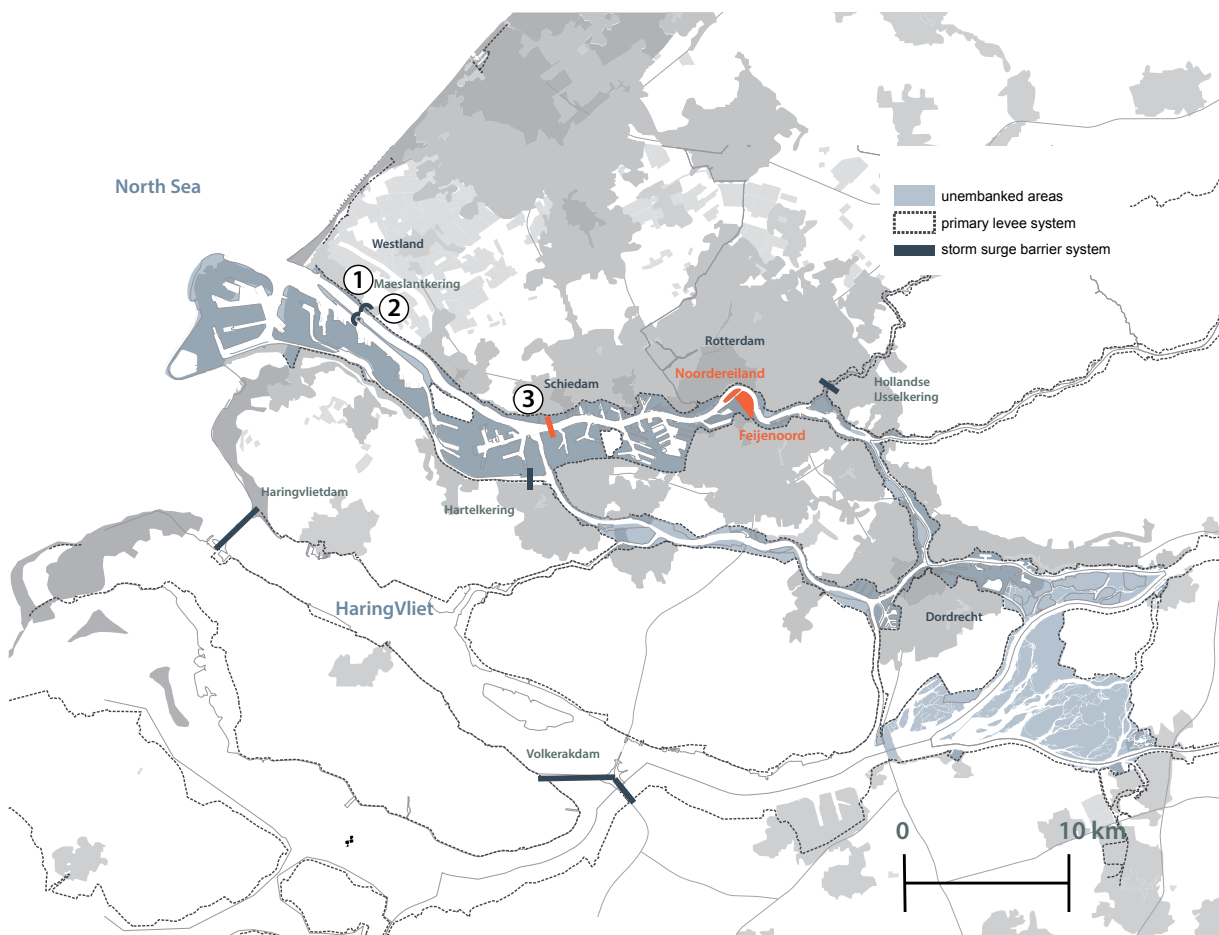 North Sea
unembanked areas
primary levee system
storm surge barrier system
Westland
1
Maeslantkering
2
Rotterdam
Noordereiland
Schiedam
3
Hollandse
IJsselkering
Feijenoord
Haringvlietdam
Hartelkering
HaringVliet
Dordrecht
Volkerakdam
0
10 km